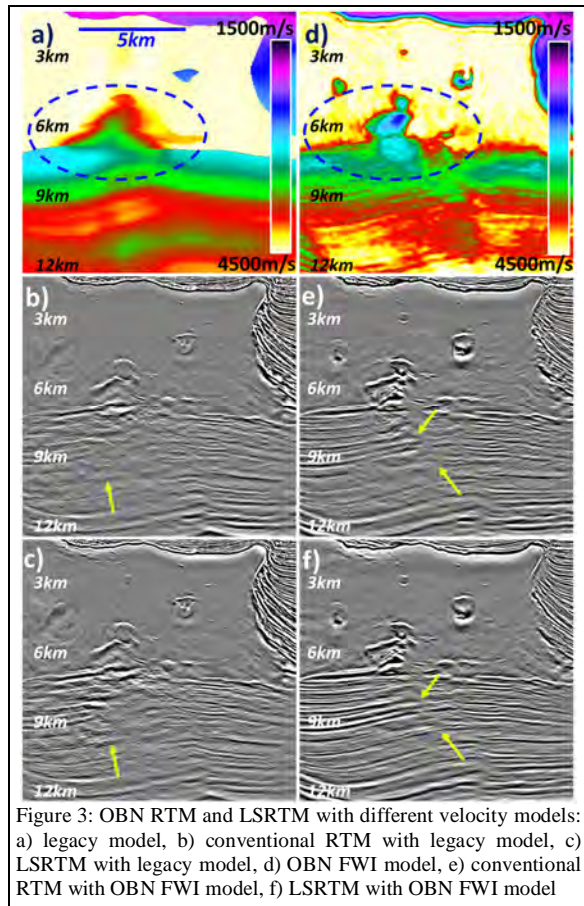 a)
5km
1500m/s
3km
6km
9km
12km
4500m/s
d)
1500m/s
3km
6km
9km
12km
4500m/s
b)
3km
6km
9km
12km
e)
3km
6km
9km
12km
c)
3km
6km
9km
12km
f)
3km
6km
9km
12km
Figure 3: OBN RTM and LSRTM with different velocity models:
a) legacy model, b) conventional RTM with legacy model, c)
LSRTM with legacy model, d) OBN FWI model, e) conventional
RTM with OBN FWI model, f) LSRTM with OBN FWI model